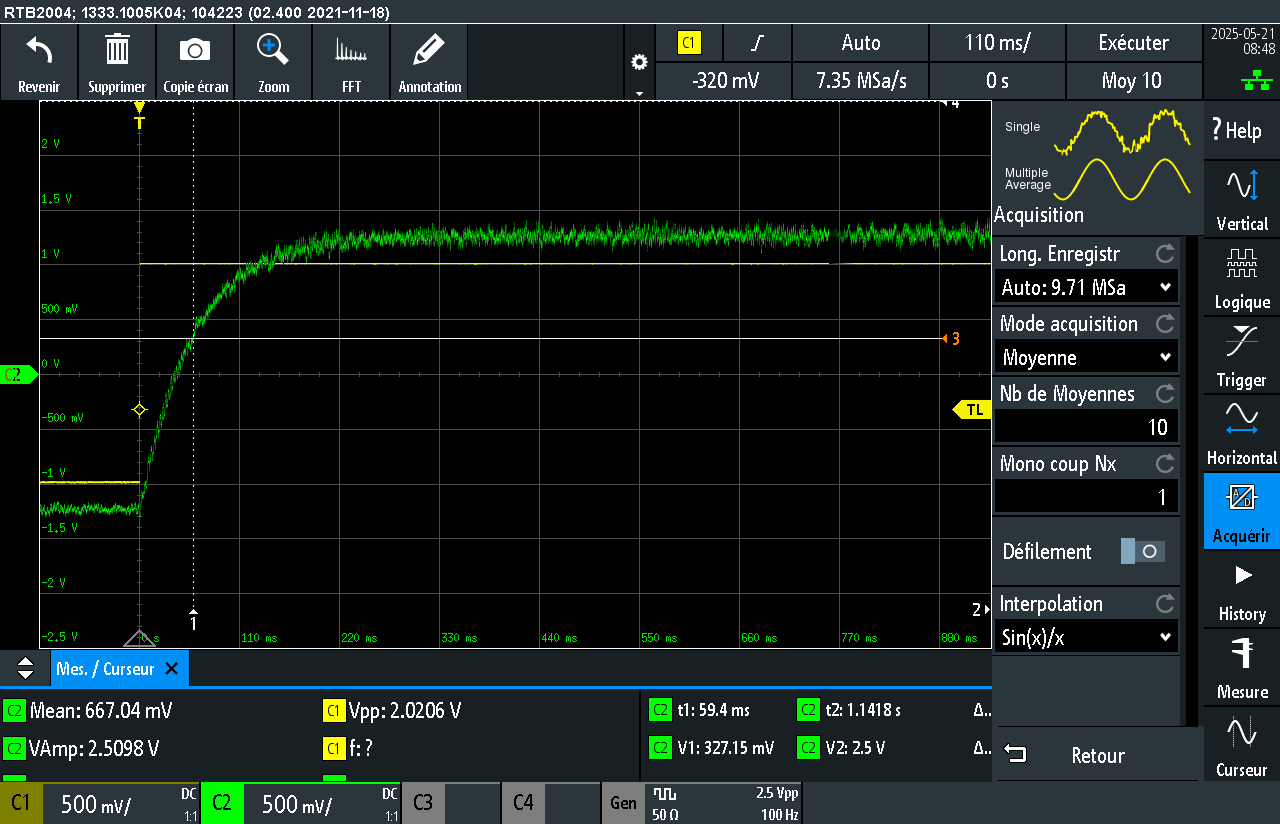 RTB2004; 1333.1005K04; 104223 (02.400 2021-11-18)
Revenir
Supprimer
Copie écran
Zoom
FFT
Annotation
C1
Auto
110 ms/
Exécuter
-320 mV
7.35 MSa/s
0 s
Moy 10
2025-05-21
08:48
T
4
2 V
1.5 V
1 V
500 mV
0 V
-500 mV
-1 V
-1.5 V
-2 V
-2.5 V
C2
3
TL
2
1
0 s
110 ms
220 ms
330 ms
440 ms
550 ms
660 ms
770 ms
880 ms
Single
Multiple
Average
Acquisition
Long. Enregistr
Auto: 9.71 MSa
Mode acquisition
Moyenne
Nb de Moyennes
10
Mono coup Nx
1
Défilement
Interpolation
Sin(x)/x
Retour
? Help
Vertical
Logique
Trigger
Horizontal
A
D
Acquérir
History
Mesure
Curseur
Mes. / Curseur
C2 Mean: 667.04 mV
C1 Vpp: 2.0206 V
C2 t1: 59.4 ms
C2 t2: 1.1418 s
Δ..
C2 VAmp: 2.5098 V
C1 f: ?
C2 V1: 327.15 mV
C2 V2: 2.5 V
Δ..
C1
500 mV/
DC
1:1
C2
500 mV/
DC
1:1
C3
C4
Gen
50 Ω
2.5 Vpp
100 Hz